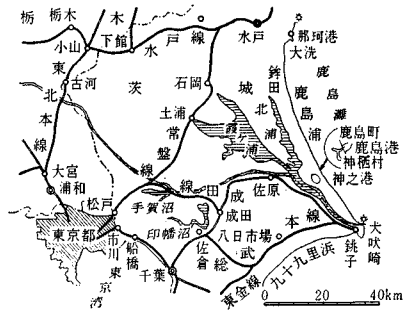 栃木
栃木
小山
下館
水戸線
水戸
那珂港
大洗
東北本線
古河
茨城
石岡
鉾田
北浦
鹿島浦
鹿島灘
土浦
霞ヶ浦
常盤線
鹿島町
鹿島港
神栖村
神之港
大宮
浦和
松戸
手賀沼
成田線
佐原
成田
東京都
印幡沼
八日市場
総武本線
犬吠崎
銚子
市川
船橋
佐倉
千葉
東京湾
東金線
九十九里浜
0 20 40km